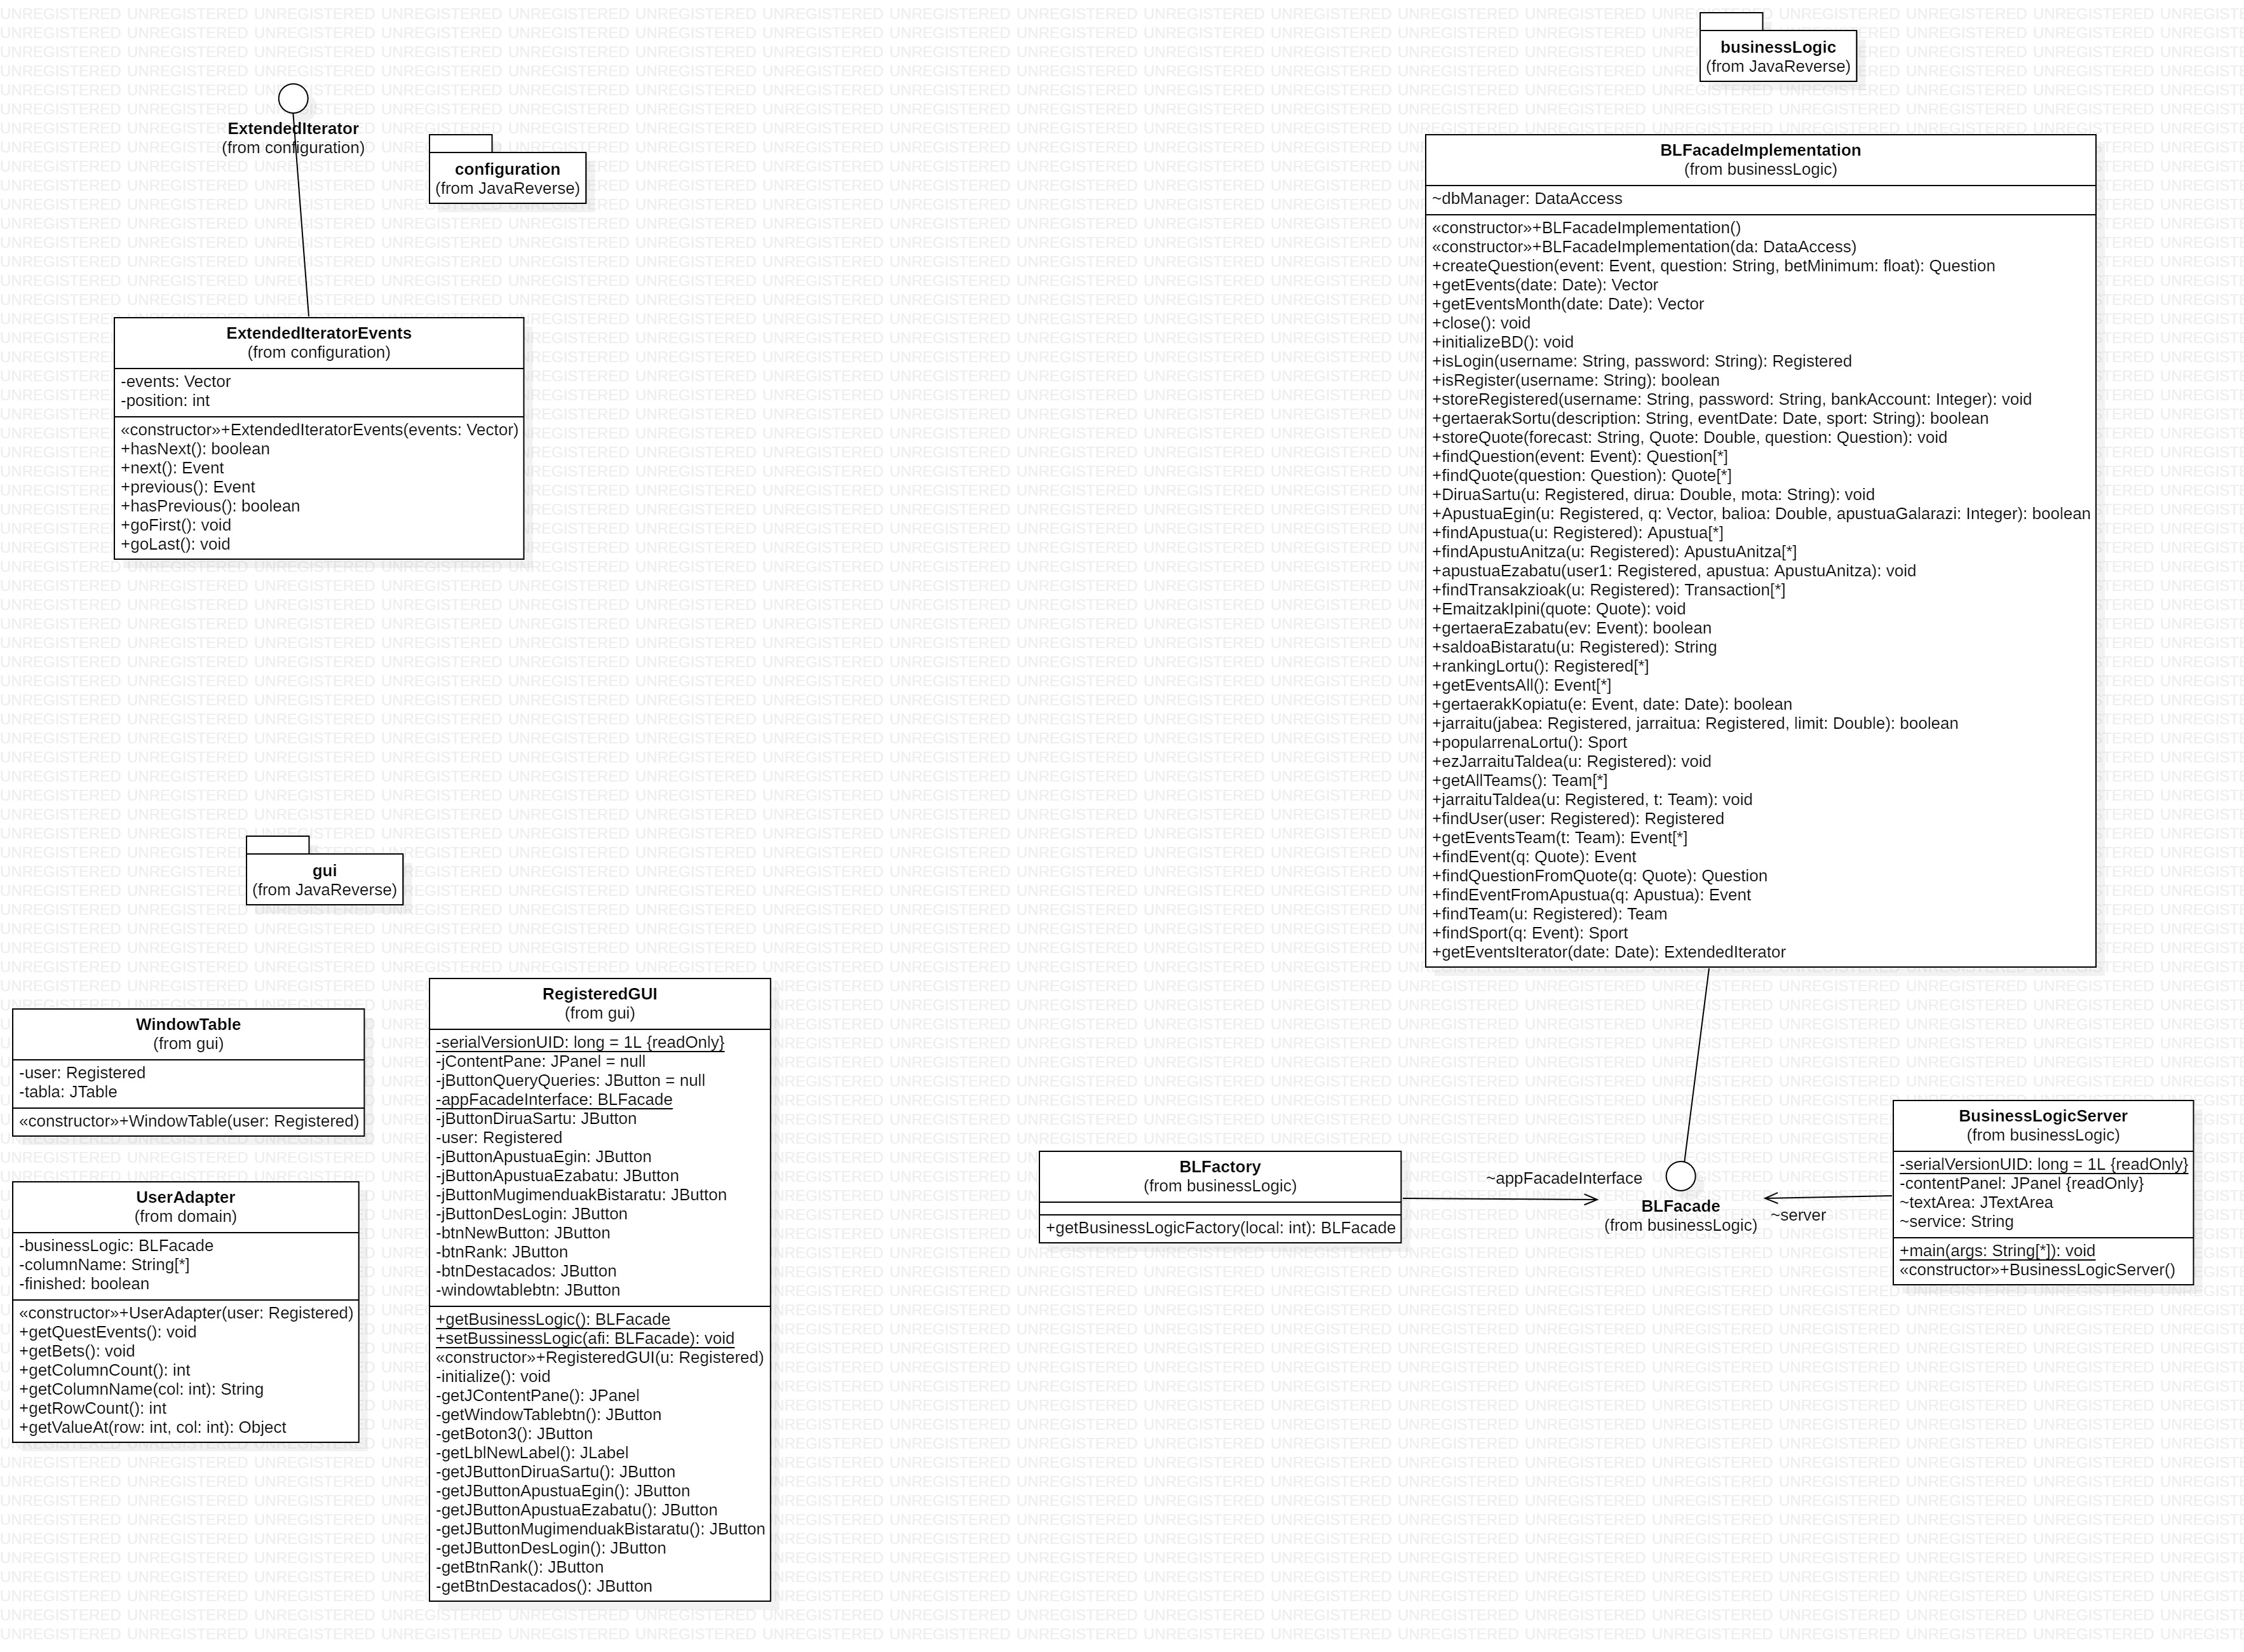 businessLogic
(from JavaReverse)
ExtendedIterator
(from configuration)
configuration
(from JavaReverse)
ExtendedIteratorEvents
(from configuration)
-events: Vector
-position: int
«constructor»+ExtendedIteratorEvents(events: Vector)
+hasNext(): boolean
+next(): Event
+previous(): Event
+hasPrevious(): boolean
+goFirst(): void
+goLast(): void
BLFacadeImplementation
(from businessLogic)
~dbManager: DataAccess
«constructor»+BLFacadeImplementation()
«constructor»+BLFacadeImplementation(da: DataAccess)
+createQuestion(event: Event, question: String, betMinimum: float): Question
+getEvents(date: Date): Vector
+getEventsMonth(date: Date): Vector
+close(): void
+initializeBD(): void
+isLogin(username: String, password: String): Registered
+isRegister(username: String): boolean
+storeRegistered(username: String, password: String, bankAccount: Integer): void
+gertaerakSortu(description: String, eventDate: Date, sport: String): boolean
+storeQuote(forecast: String, Quote: Double, question: Question): void
+findQuestion(event: Event): Question[*]
+findQuote(question: Question): Quote[*]
+DiruaSartu(u: Registered, dirua: Double, mota: String): void
+ApustuaEgin(u: Registered, q: Vector, balioa: Double, apustuaGalarazi: Integer): boolean
+findApustua(u: Registered): Apustua[*]
+findApustuAnitza(u: Registered): ApustuAnitza[*]
+apustuaEzabatu(user1: Registered, apustua: ApustuAnitza): void
+findTransakzioak(u: Registered): Transaction[*]
+EmaitzakIpini(quote: Quote): void
+gertaeraEzabatu(ev: Event): boolean
+saldoaBistaratu(u: Registered): String
+rankingLortu(): Registered[*]
+getEventsAll(): Event[*]
+gertaerakKopiatu(e: Event, date: Date): boolean
+jarraitu(jabea: Registered, jarraitua: Registered, limit: Double): boolean
+popularrenaLortu(): Sport
+ezJarraituTaldea(u: Registered): void
+getAllTeams(): Team[*]
+jarraituTaldea(u: Registered, t: Team): void
+findUser(user: Registered): Registered
+getEventsTeam(t: Team): Event[*]
+findEvent(q: Quote): Event
+findQuestionFromQuote(q: Quote): Question
+findEventFromApustua(q: Apustua): Event
+findTeam(u: Registered): Team
+findSport(q: Event): Sport
+getEventsIterator(date: Date): ExtendedIterator
gui
(from JavaReverse)
WindowTable
(from gui)
-user: Registered
-tabla: JTable
«constructor»+WindowTable(user: Registered)
UserAdapter
(from domain)
-businessLogic: BLFacade
-columnName: String[*]
-finished: boolean
«constructor»+UserAdapter(user: Registered)
+getQuestEvents(): void
+getBets(): void
+getColumnCount(): int
+getColumnName(col: int): String
+getRowCount(): int
+getValueAt(row: int, col: int): Object
RegisteredGUI
(from gui)
-serialVersionUID: long = 1L {readOnly}
-jContentPane: JPanel = null
-jButtonQueryQueries: JButton = null
-appFacadeInterface: BLFacade
-jButtonDiruaSartu: JButton
-user: Registered
-jButtonApustuaEgin: JButton
-jButtonApustuaEzabatu: JButton
-jButtonMugimenduakBistaratu: JButton
-jButtonDesLogin: JButton
-btnNewButton: JButton
-btnRank: JButton
-btnDestacados: JButton
-windowtablebtn: JButton
+getBusinessLogic(): BLFacade
+setBussinessLogic(afi: BLFacade): void
«constructor»+RegisteredGUI(u: Registered)
-initialize(): void
-getJContentPane(): JPanel
-getWindowTablebtn(): JButton
-getBoton3(): JButton
-getLblNewLabel(): JLabel
-getJButtonDiruaSartu(): JButton
-getJButtonApustuaEgin(): JButton
-getJButtonApustuaEzabatu(): JButton
-getJButtonMugimenduakBistaratu(): JButton
-getJButtonDesLogin(): JButton
-getBtnRank(): JButton
-getBtnDestacados(): JButton
BLFactory
(from businessLogic)
+getBusinessLogicFactory(local: int): BLFacade
~appFacadeInterface
BLFacade
(from businessLogic)
~server
BusinessLogicServer
(from businessLogic)
-serialVersionUID: long = 1L {readOnly}
-contentPanel: JPanel {readOnly}
~textArea: JTextArea
~service: String
+main(args: String[*]): void
«constructor»+BusinessLogicServer()